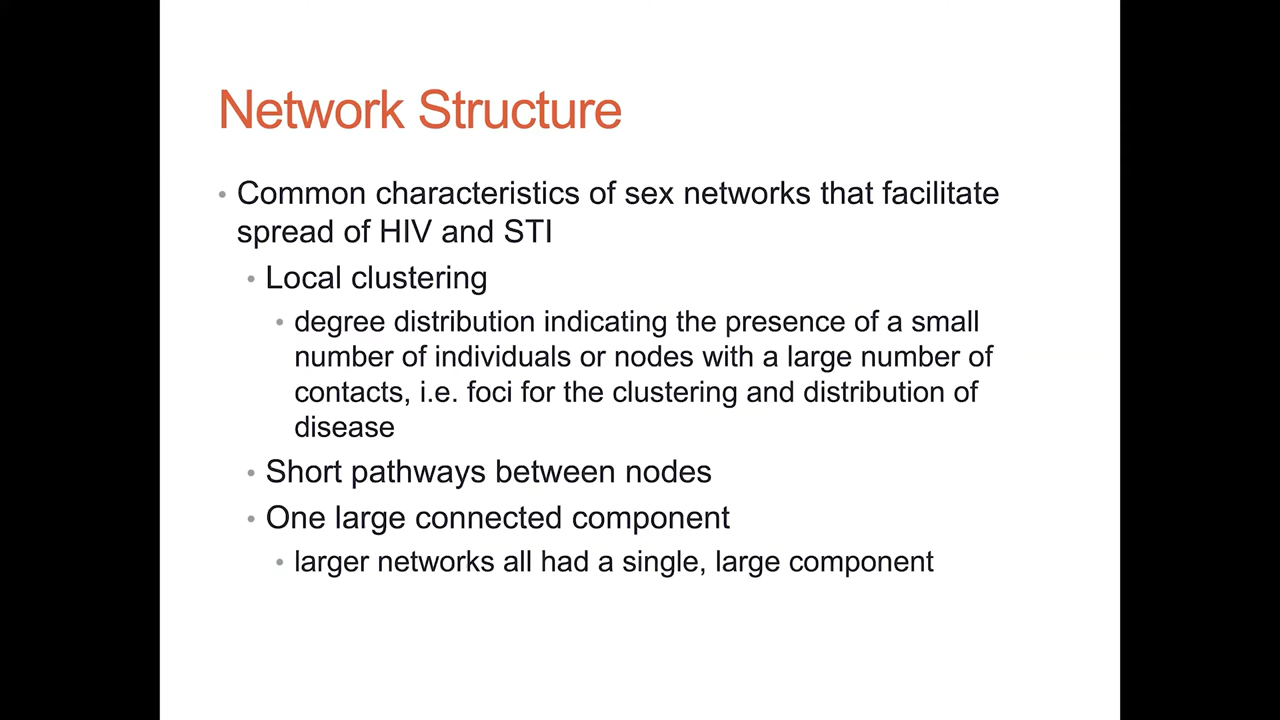 Network Structure
• Common characteristics of sex networks that facilitate
spread of HIV and STI
• Local clustering
• degree distribution indicating the presence of a small
number of individuals or nodes with a large number of
contacts, i.e. foci for the clustering and distribution of
disease
• Short pathways between nodes
• One large connected component
• larger networks all had a single, large component